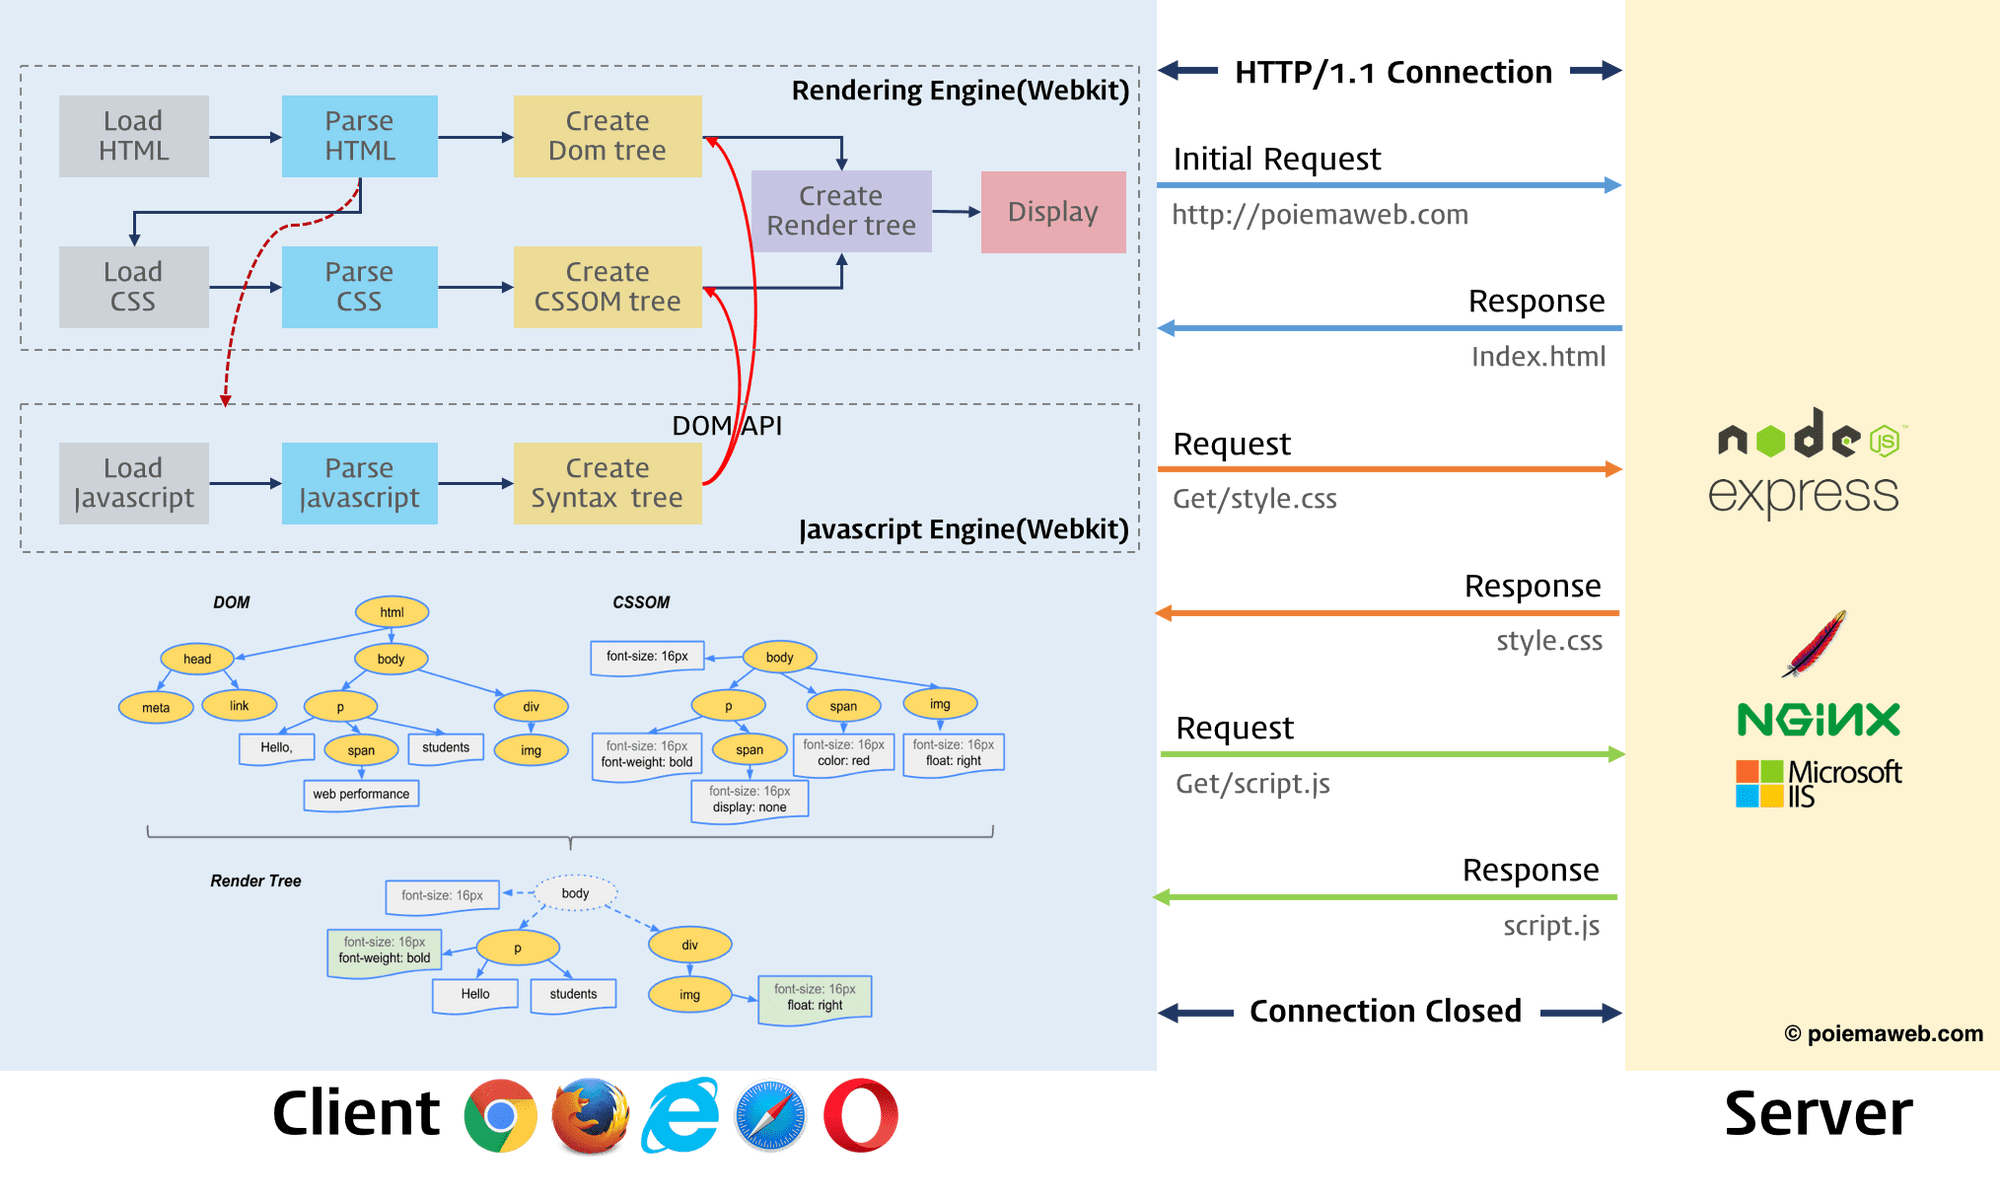 Rendering Engine(Webkit)
Load
HTML
Parse
HTML
Create
Dom tree
Create
Render tree
Display
Load
CSS
Parse
CSS
Create
CSSOM tree
DOM API
Load
Javascript
Parse
Javascript
Create
Syntax tree
Javascript Engine(Webkit)
DOM
html
head
body
meta
link
p
div
Hello,
span
students
img
web performance
CSSOM
font-size: 16px
body
p
span
img
font-size: 16px
font-weight: bold
span
font-size: 16px
color: red
font-size: 16px
float: right
font-size: 16px
display: none
Render Tree
font-size: 16px
body
font-size: 16px
font-weight: bold
p
div
Hello
students
img
font-size: 16px
float: right
HTTP/1.1 Connection
Initial Request
http://poiemaweb.com
Response
Index.html
Request
Get/style.css
Response
style.css
Request
Get/script.js
Response
script.js
Connection Closed
node
JS
™
express
NGINX
Microsoft
IIS
© poiemaweb.com
Client
Server